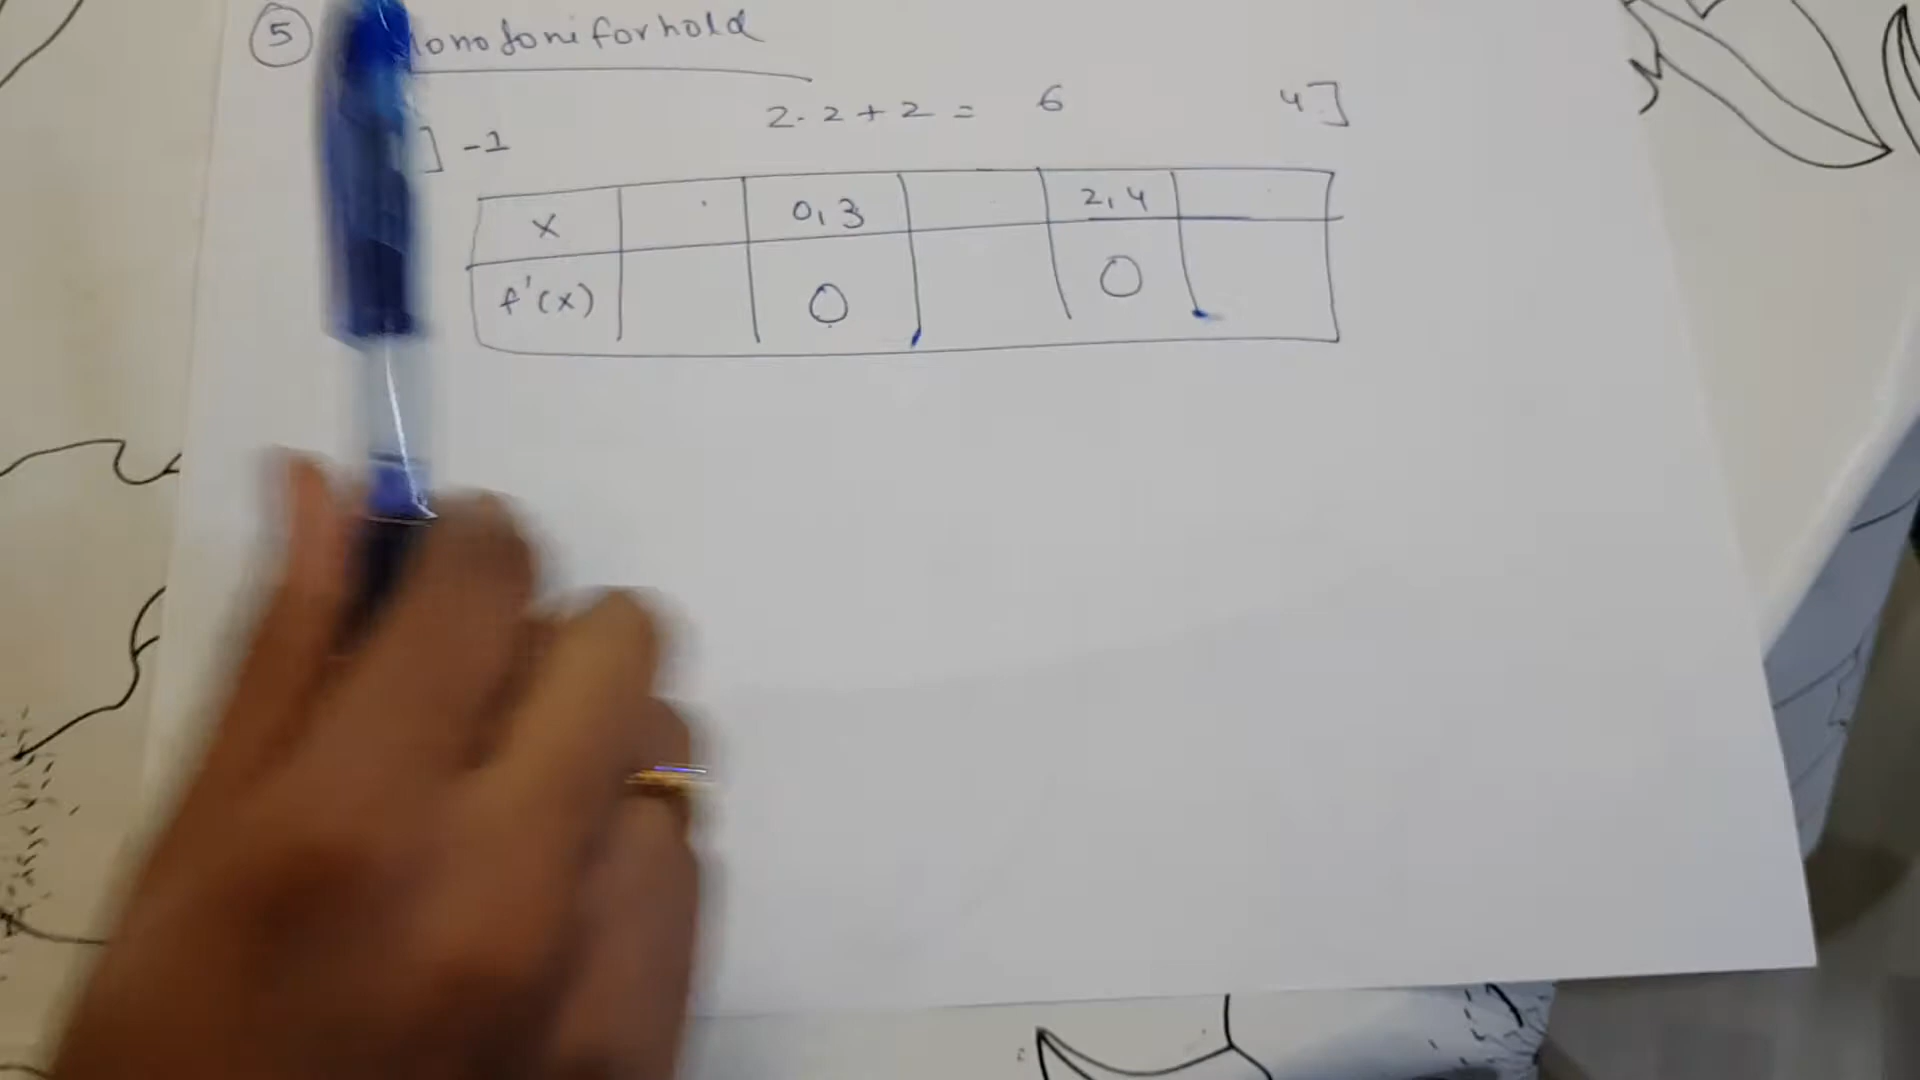 5 onotoniforhold
2.2+2 = 6 4]
] -1
x 0,3 2,4
f'(x) 0 0